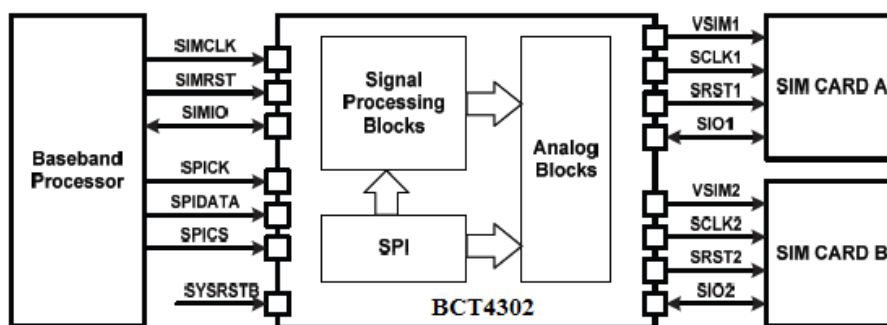 Baseband
Processor
SIMCLK
SIMRST
SIMIO
SPICK
SPIDATA
SPICS
SYSRSTB
Signal
Processing
Blocks
SPI
Analog
Blocks
BCT4302
VSIM1
SCLK1
SRST1
SIO1
SIM CARD A
VSIM2
SCLK2
SRST2
SIO2
SIM CARD B